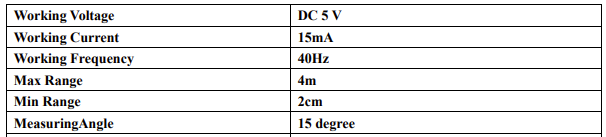 Working Voltage DC 5 V
Working Current 15mA
Working Frequency 40Hz
Max Range 4m
Min Range 2cm
MeasuringAngle 15 degree